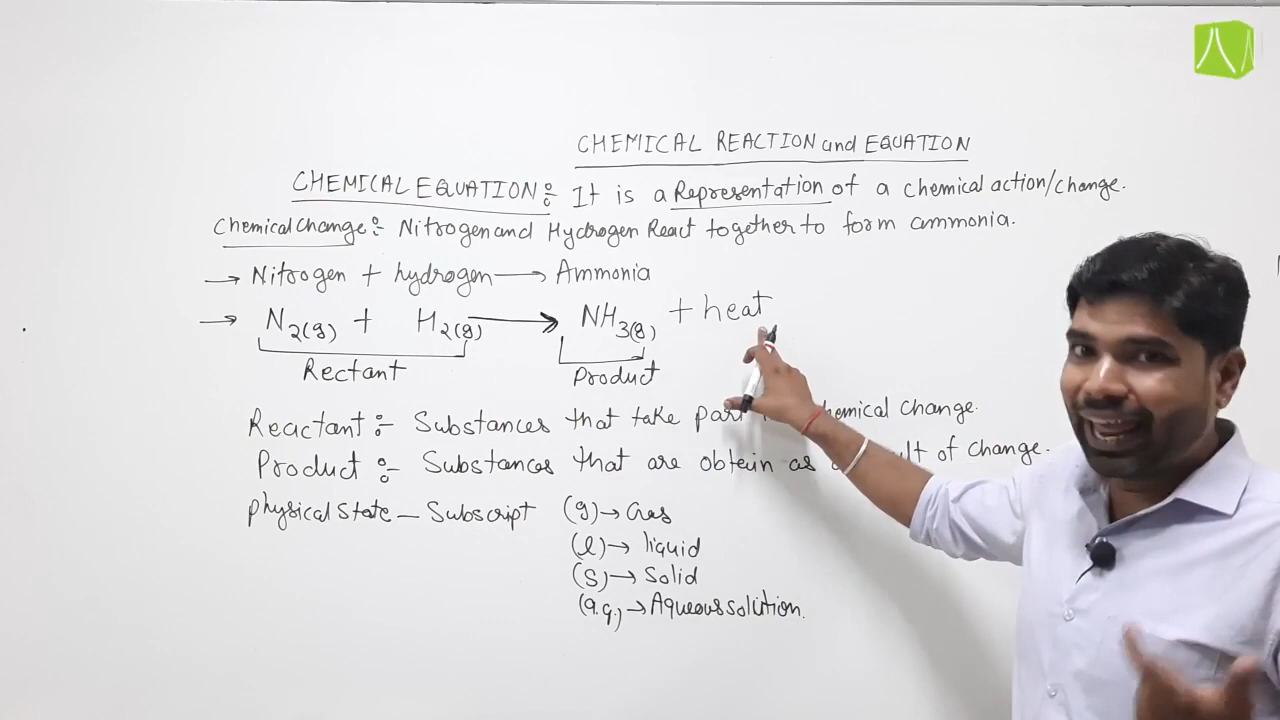 CHEMICAL REACTION and EQUATION
CHEMICAL EQUATION :- It is a Representation of a chemical action/change.
Chemical Change :- Nitrogen and Hydrogen React together to form ammonia.
→ Nitrogen + hydrogen → Ammonia
→ N2(g) + H2(g) → NH3(g) + heat
Rectant Product
Reactant :- Substances that take part chemical change.
Product :- Substances that are obtein as of change.
Physical State - Subscript (g) → Gas
(l) → liquid
(S) → Solid
(a.q.) → Aqueous solution.